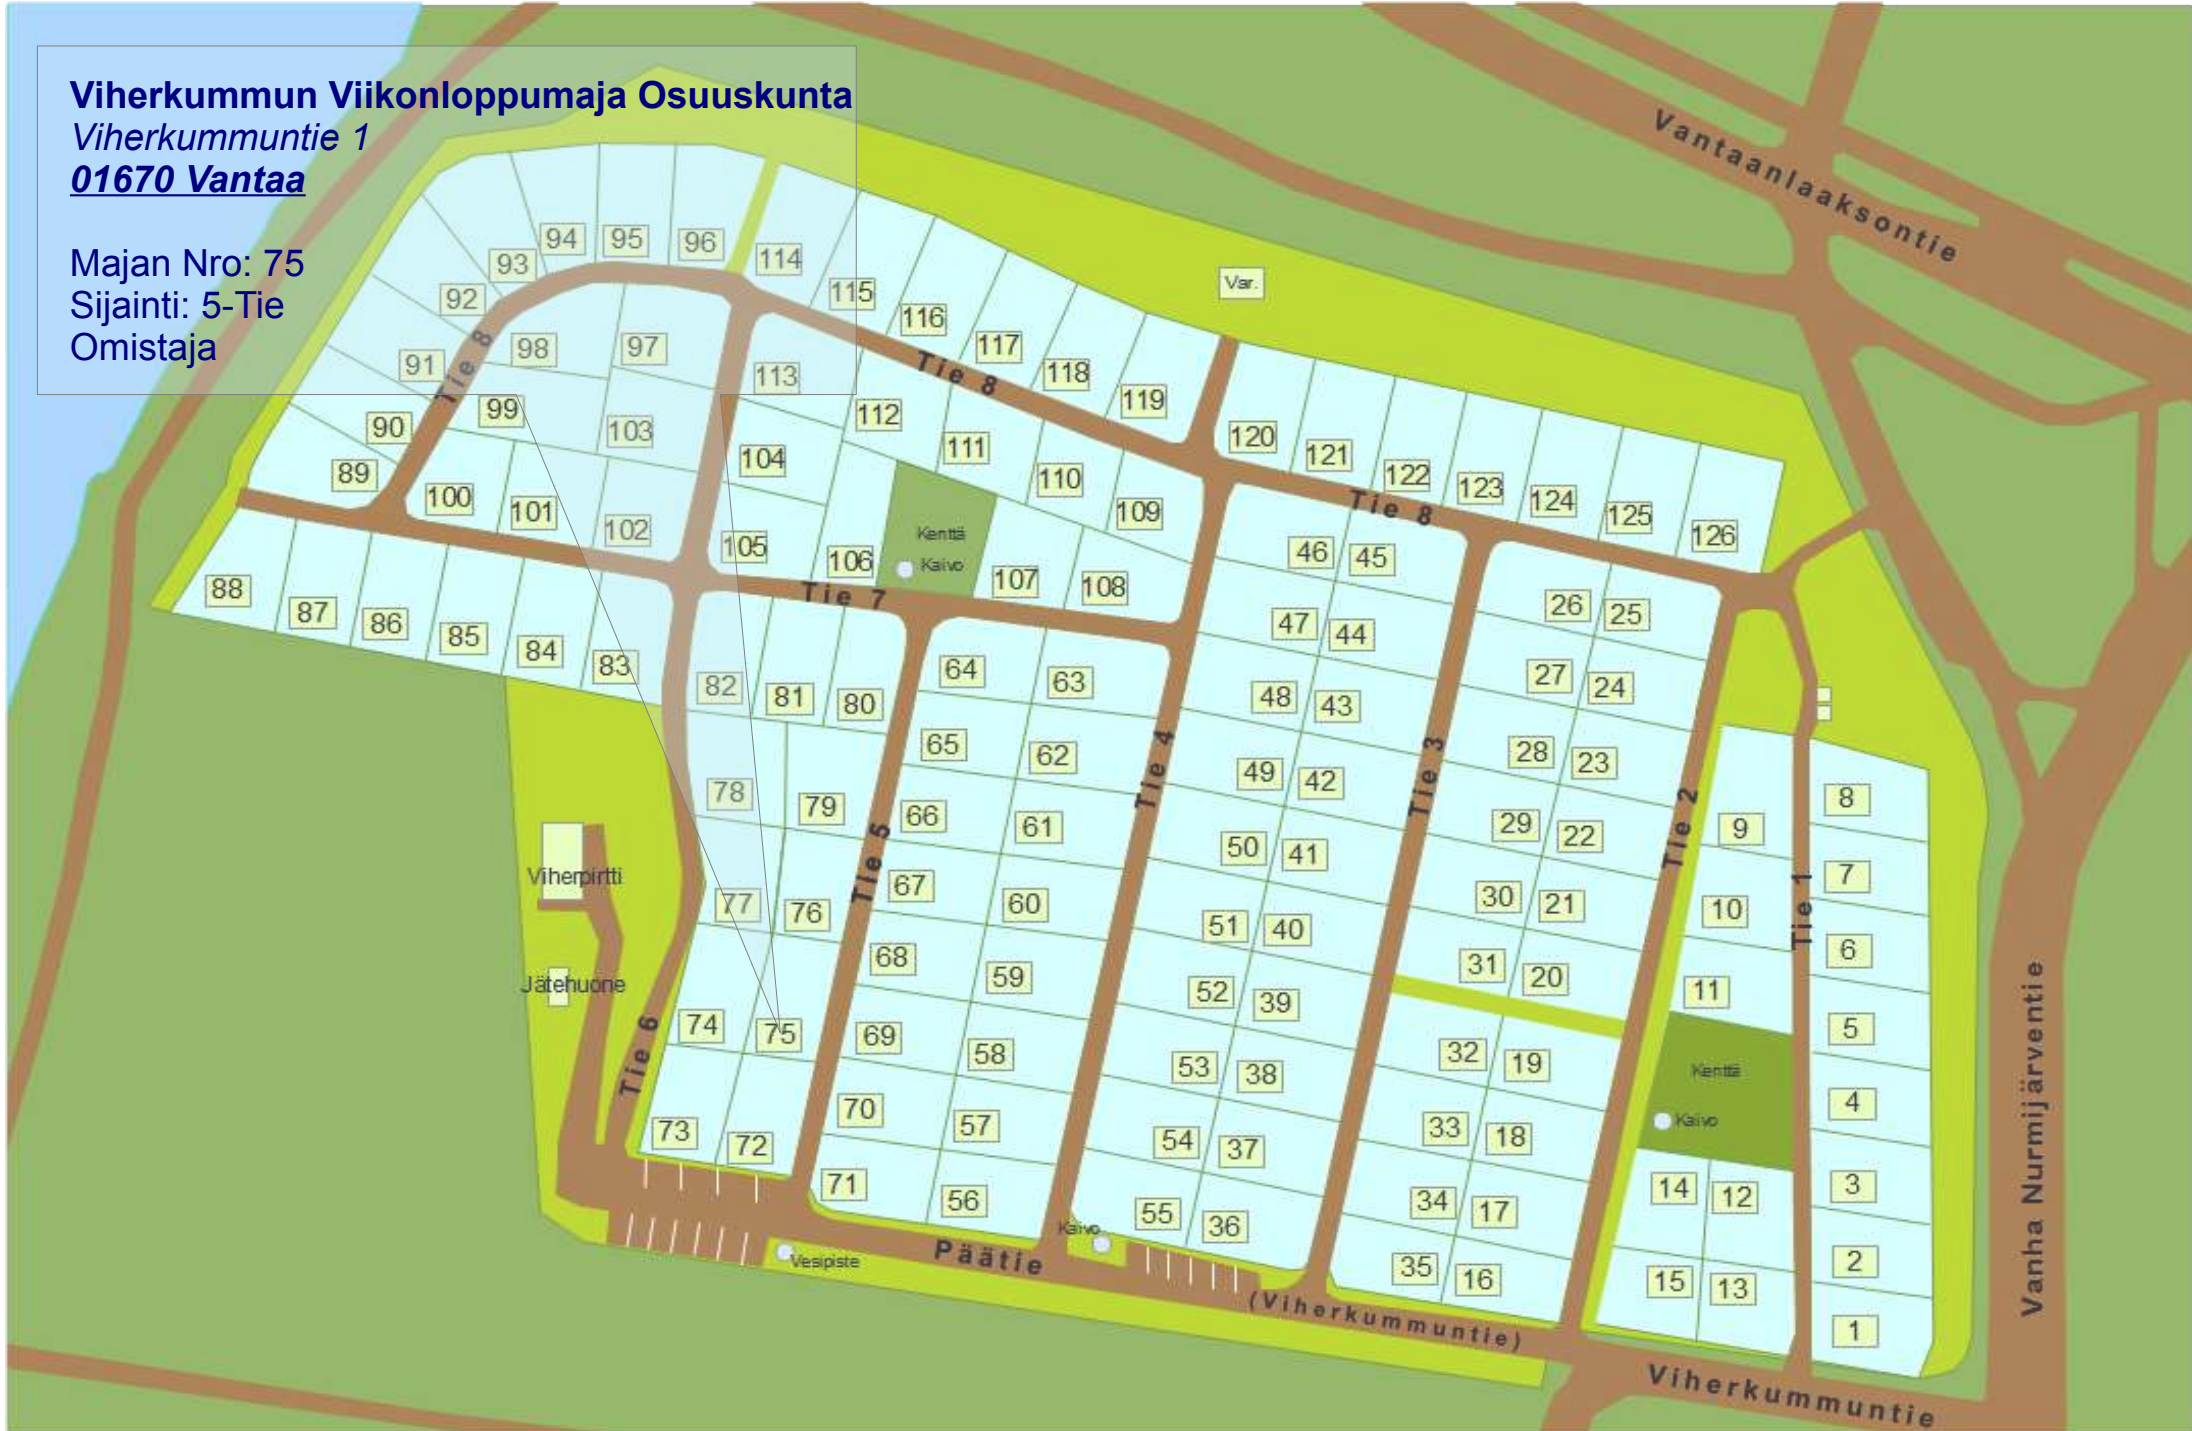 Viherkummun Viikonloppumaja Osuuskunta
Viherkummuntie 1
01670 Vantaa
Majan Nro: 75
Sijainti: 5-Tie
Omistaja
Vantaanlaaksontie
Var.
94 95 96
93 114
92 115
116
98 97 117
91 118
Tie 8
Tie 8
113 119
99 112
90 103 111 120
104 121
89 110 122
100 101 123
109 124
Tie 8
125
102 105 126
Kenttä
106 Kaivo
107 108
46 45
88 87
Tie 7
26 25
86 85 84 83
47 44
64 63
27 24
82 81 80
48 43
65 62
28 23
Tie 4
Tie 3
49 42
78 79
66 61
29 22
Tie 2
8
9
50 41
Tie 5
Viherpirtti
67 60
30 21
7
77 76
51 40
10
Tie 1
68 59
31 20
6
Jätehuone
52 39
11
74 75
69 58
32 19
5
Tie 6
53 38
Kenttä
Kaivo
4
70 57
33 18
73 72
54 37
71 56
34 17
14 12
3
Kaivo
55 36
Vesipiste
Päätie
35 16
15 13
2
(Viherkummuntie)
1
Viherkummuntie
Vanha Nurmijärventie